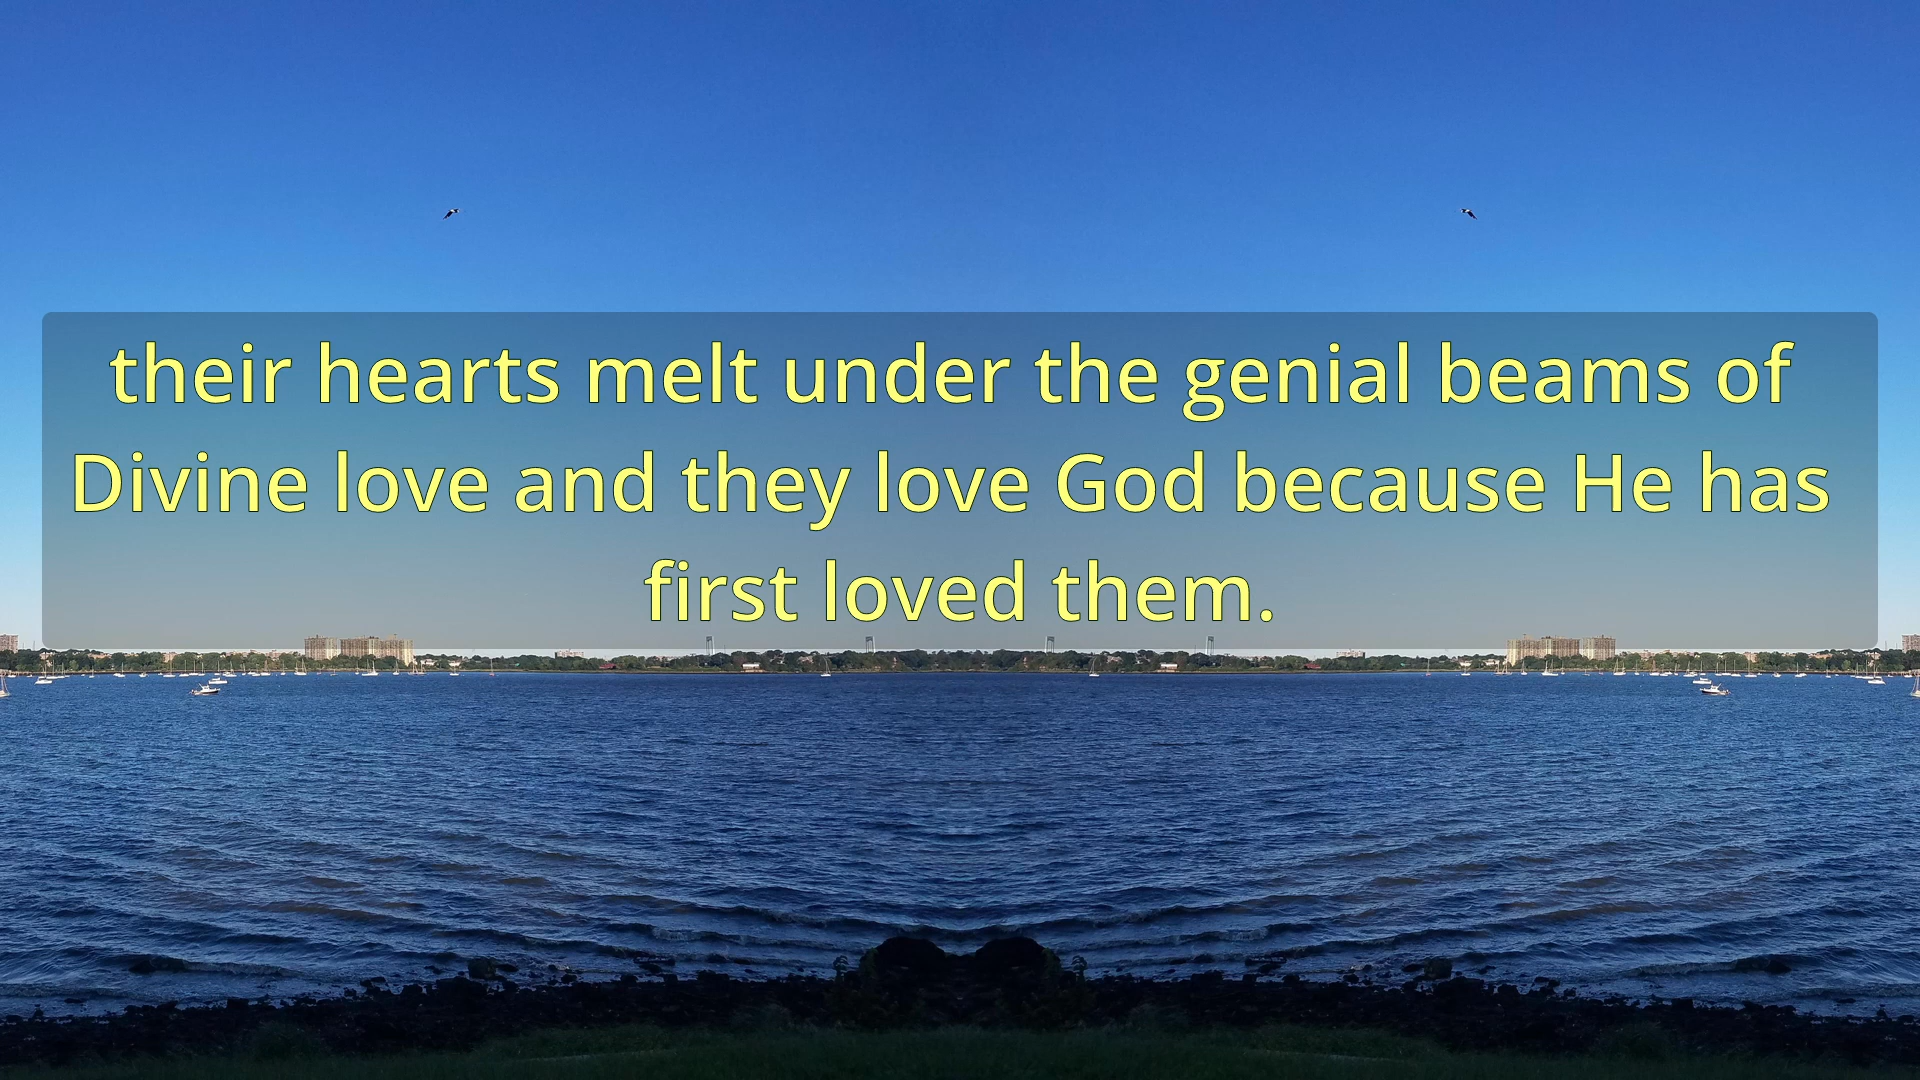 their hearts melt under the genial beams of
Divine love and they love God because He has
first loved them.